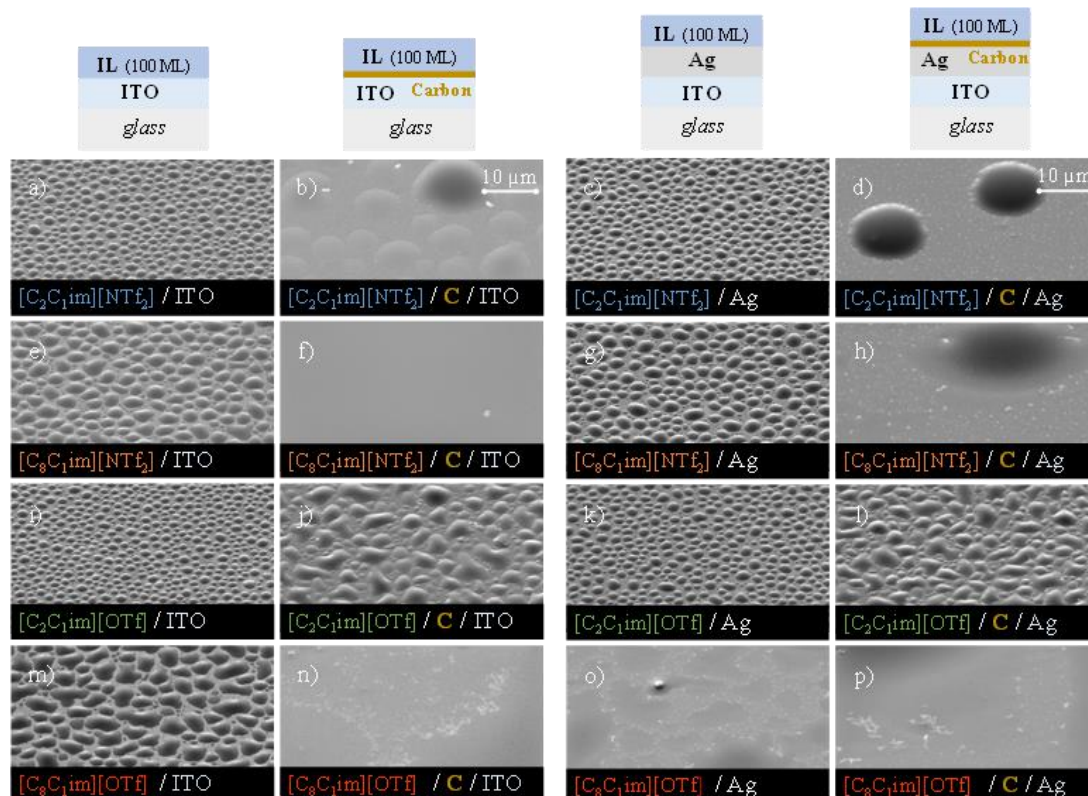 IL (100 ML)
ITO
glass
IL (100 ML)
ITO Carbon
glass
IL (100 ML)
Ag
ITO
glass
IL (100 ML)
Ag Carbon
ITO
glass
a)
[C₂C₁im][NTf₂] / ITO
b)
10 μm
[C₂C₁im][NTf₂] / C / ITO
c)
[C₂C₁im][NTf₂] / Ag
d)
10 μm
[C₂C₁im][NTf₂] / C / Ag
e)
[C₈C₁im][NTf₂] / ITO
f)
[C₈C₁im][NTf₂] / C / ITO
g)
[C₈C₁im][NTf₂] / Ag
h)
[C₈C₁im][NTf₂] / C / Ag
i)
[C₂C₁im][OTf] / ITO
j)
[C₂C₁im][OTf] / C / ITO
k)
[C₂C₁im][OTf] / Ag
l)
[C₂C₁im][OTf] / C / Ag
m)
[C₈C₁im][OTf] / ITO
n)
[C₈C₁im][OTf] / C / ITO
o)
[C₈C₁im][OTf] / Ag
p)
[C₈C₁im][OTf] / C / Ag